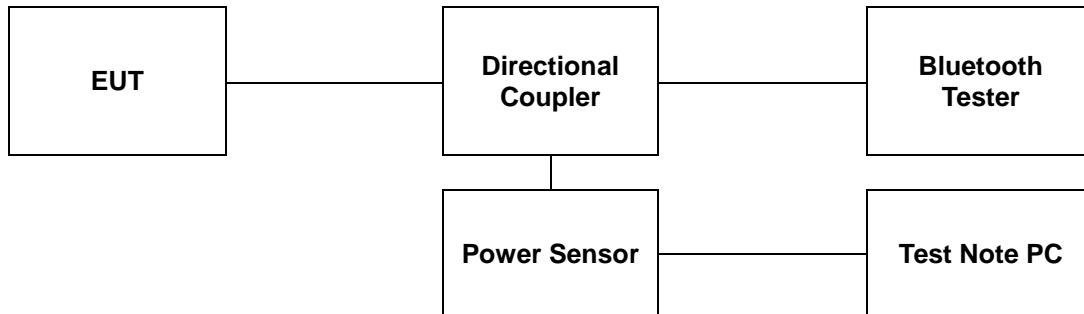 EUT
Directional
Coupler
Bluetooth
Tester
Power Sensor
Test Note PC